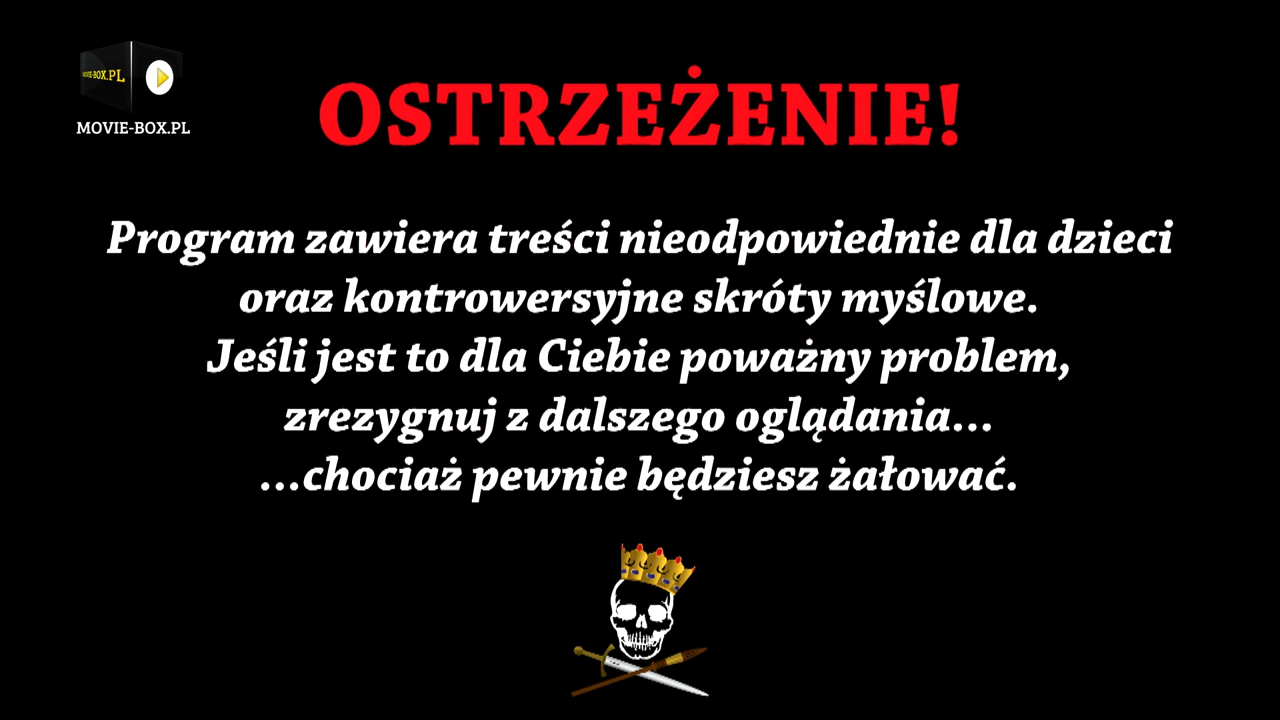 MOVIE-BOX.PL
MOVIE-BOX.PL
OSTRZEŻENIE!
Program zawiera treści nieodpowiednie dla dzieci
oraz kontrowersyjne skróty myślowe.
Jeśli jest to dla Ciebie poważny problem,
zrezygnuj z dalszego oglądania...
...chociaż pewnie będziesz żałować.